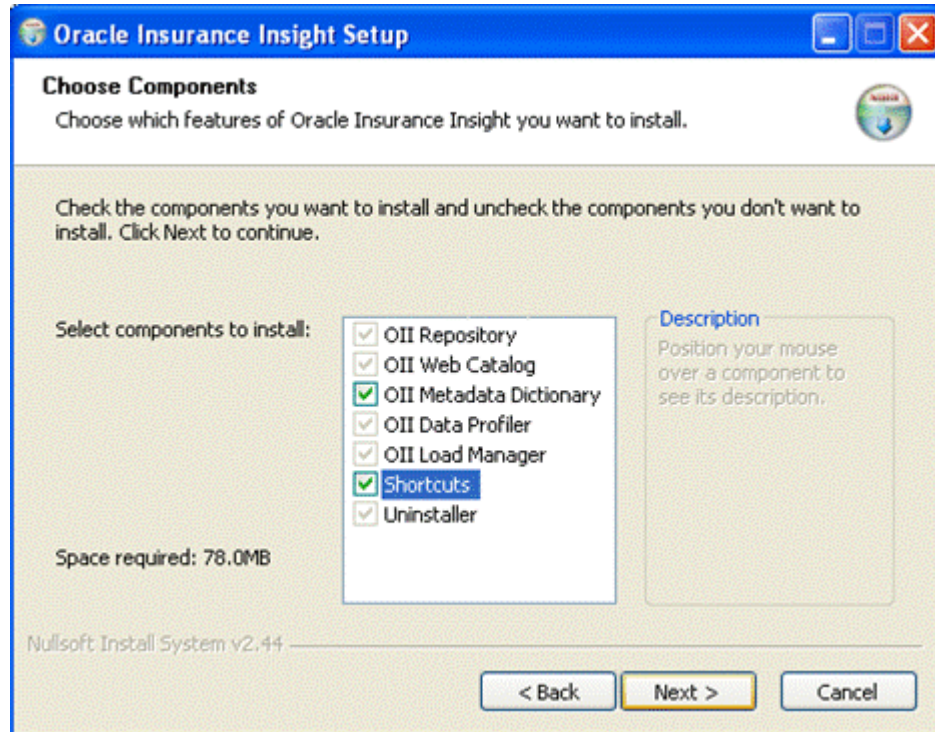 Oracle Insurance Insight Setup
Choose Components
Choose which features of Oracle Insurance Insight you want to install.
Check the components you want to install and uncheck the components you don't want to
install. Click Next to continue.
Select components to install:
OII Repository
OII Web Catalog
OII Metadata Dictionary
OII Data Profiler
OII Load Manager
Shortcuts
Uninstaller
Description
Position your mouse
over a component to
see its description.
Space required: 78.0MB
Nullsoft Install System v2.44
< Back
Next >
Cancel